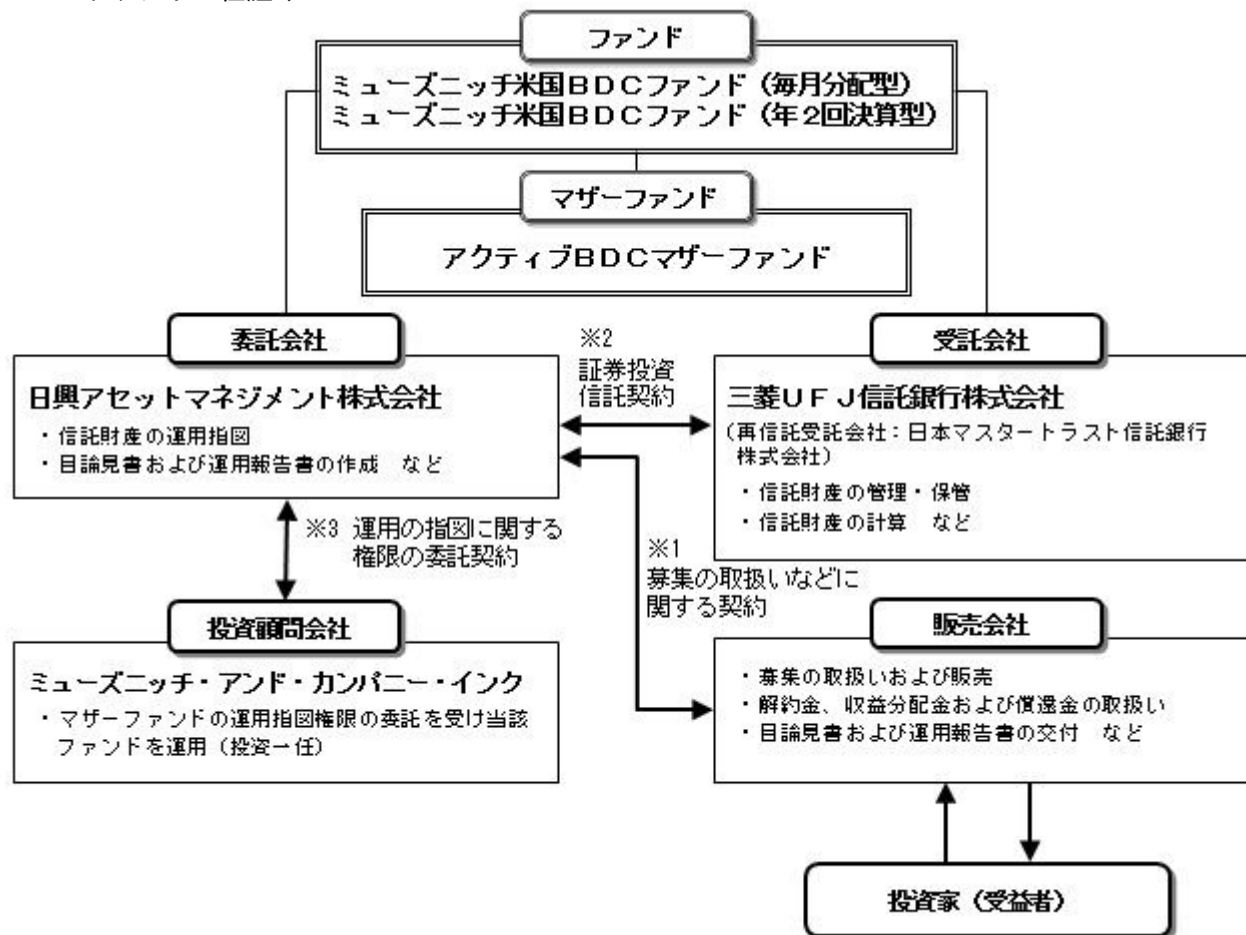 ファンド
ミューズニッチ米国ＢＤＣファンド（毎月分配型）
ミューズニッチ米国ＢＤＣファンド（年２回決算型）
マザーファンド
アクティブＢＤＣマザーファンド
委託会社
日興アセットマネジメント株式会社
・信託財産の運用指図
・目論見書および運用報告書の作成　など
※2
証券投資
信託契約
受託会社
三菱ＵＦＪ信託銀行株式会社
（再信託受託会社：日本マスタートラスト信託銀行
株式会社）
・信託財産の管理・保管
・信託財産の計算　など
※3 運用の指図に関する
権限の委託契約
※1
募集の取扱いなどに
関する契約
投資顧問会社
ミューズニッチ・アンド・カンパニー・インク
・マザーファンドの運用指図権限の委託を受け当該
ファンドを運用（投資一任）
販売会社
・募集の取扱いおよび販売
・解約金、収益分配金および償還金の取扱い
・目論見書および運用報告書の交付　など
投資家（受益者）